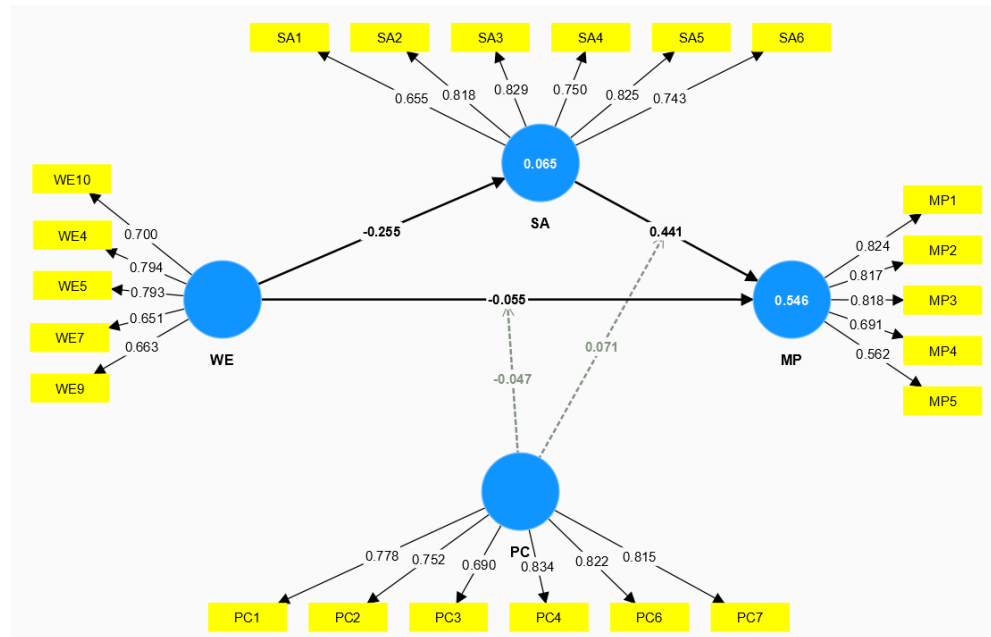 SA1 SA2 SA3 SA4 SA5 SA6
0.655 0.818 0.829 0.750 0.825 0.743
0.065
SA
WE10
WE4
WE5
WE7
WE9
0.700
0.794
0.793
0.651
0.663
WE
-0.255
0.441
-0.055
-0.047
0.071
0.546
MP
0.824
0.817
0.818
0.691
0.562
MP1
MP2
MP3
MP4
MP5
PC
0.778 0.752 0.690 0.834 0.822 0.815
PC1 PC2 PC3 PC4 PC6 PC7